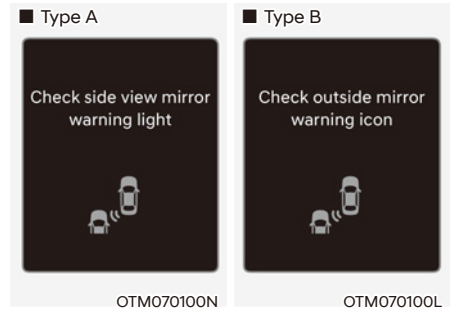 ■ Type A
Check side view mirror
warning light
OTM070100N
■ Type B
Check outside mirror
warning icon
OTM070100L